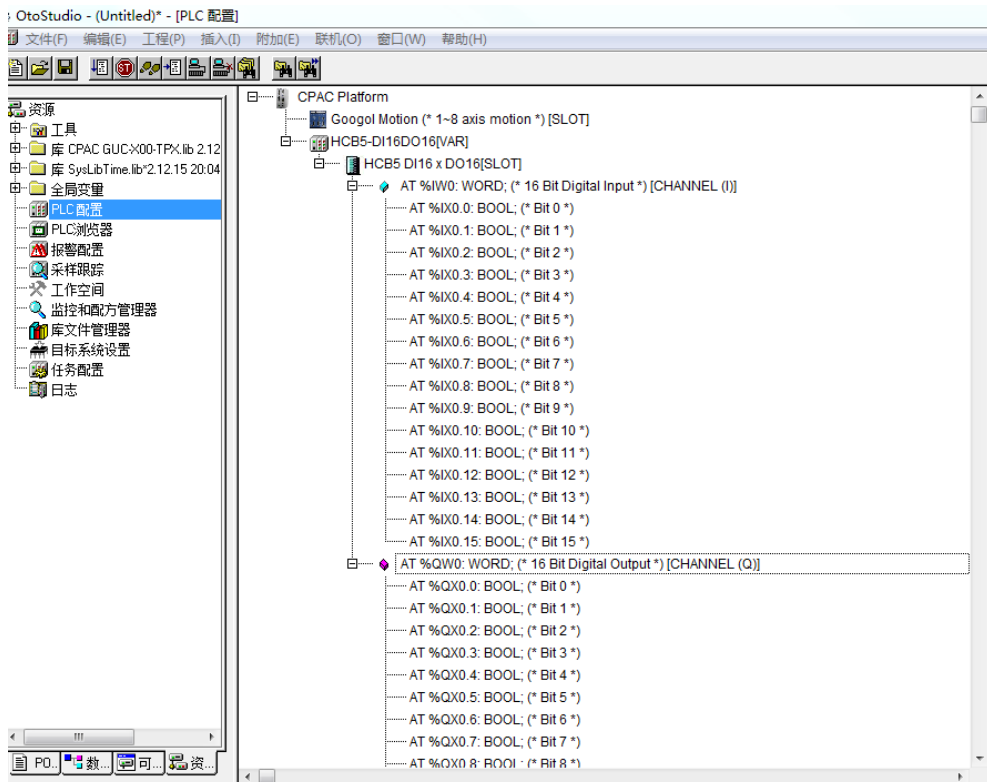 OtoStudio - (Untitled)* - [PLC 配置]
文件(F) 编辑(E) 工程(P) 插入(I) 附加(E) 联机(O) 窗口(W) 帮助(H)
资源
工具
库 CPAC GUC-X00-TPX.lib 2.12
库 SysLibTime.lib*2.12.15 20:04
全局变量
PLC 配置
PLC浏览器
报警配置
采样跟踪
工作空间
监控和配方管理器
库文件管理器
目标系统设置
任务配置
日志
PO.. 数... 可... 资...
CPAC Platform
Googol Motion (* 1~8 axis motion *) [SLOT]
HCB5-DI16DO16[VAR]
HCB5 DI16 x DO16[SLOT]
AT %IW0: WORD; (* 16 Bit Digital Input *) [CHANNEL (I)]
AT %IX0.0: BOOL; (* Bit 0 *)
AT %IX0.1: BOOL; (* Bit 1 *)
AT %IX0.2: BOOL; (* Bit 2 *)
AT %IX0.3: BOOL; (* Bit 3 *)
AT %IX0.4: BOOL; (* Bit 4 *)
AT %IX0.5: BOOL; (* Bit 5 *)
AT %IX0.6: BOOL; (* Bit 6 *)
AT %IX0.7: BOOL; (* Bit 7 *)
AT %IX0.8: BOOL; (* Bit 8 *)
AT %IX0.9: BOOL; (* Bit 9 *)
AT %IX0.10: BOOL; (* Bit 10 *)
AT %IX0.11: BOOL; (* Bit 11 *)
AT %IX0.12: BOOL; (* Bit 12 *)
AT %IX0.13: BOOL; (* Bit 13 *)
AT %IX0.14: BOOL; (* Bit 14 *)
AT %IX0.15: BOOL; (* Bit 15 *)
AT %QW0: WORD; (* 16 Bit Digital Output *) [CHANNEL (Q)]
AT %QX0.0: BOOL; (* Bit 0 *)
AT %QX0.1: BOOL; (* Bit 1 *)
AT %QX0.2: BOOL; (* Bit 2 *)
AT %QX0.3: BOOL; (* Bit 3 *)
AT %QX0.4: BOOL; (* Bit 4 *)
AT %QX0.5: BOOL; (* Bit 5 *)
AT %QX0.6: BOOL; (* Bit 6 *)
AT %QX0.7: BOOL; (* Bit 7 *)
AT %QX0.8: BOOL; (* Bit 8 *)